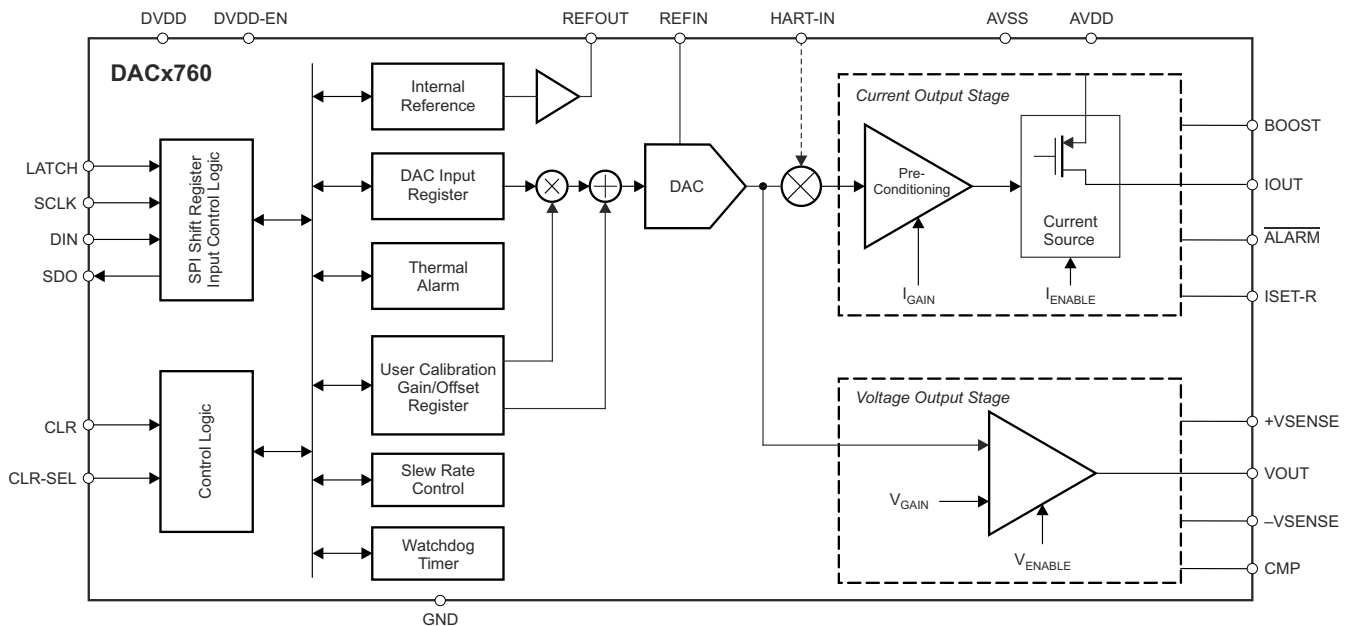 DVDD
DVDD-EN
REFOUT
REFIN
HART-IN
AVSS
AVDD
DACx760
LATCH
SCLK
DIN
SDO
SPI Shift Register
Input Control Logic
CLR
CLR-SEL
Control Logic
Internal
Reference
DAC Input
Register
Thermal
Alarm
User Calibration
Gain/Offset
Register
Slew Rate
Control
Watchdog
Timer
DAC
Current Output Stage
Pre-
Conditioning
Current
Source
IGAIN
IENABLE
BOOST
IOUT
ALARM
ISET-R
Voltage Output Stage
VGAIN
VENABLE
+VSENSE
VOUT
–VSENSE
CMP
GND